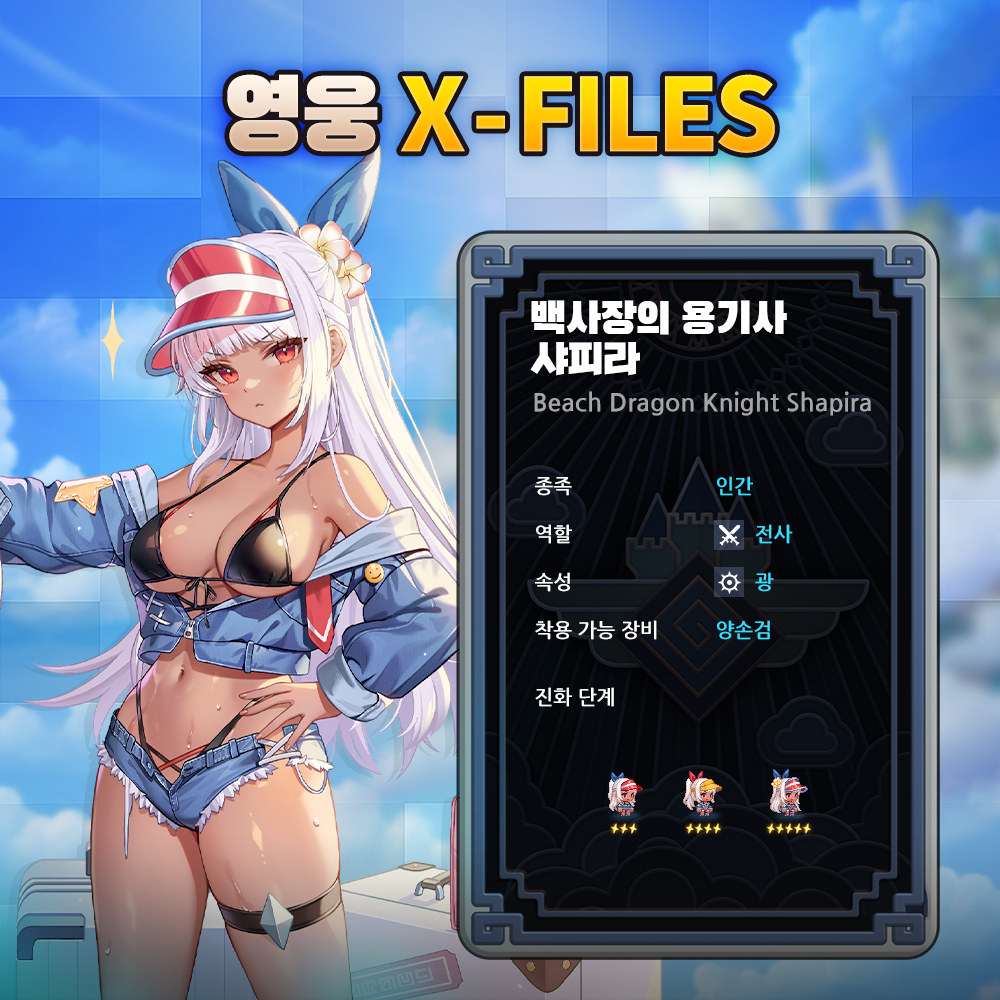 영웅 X-FILES
백사장의 용기사
샤피라
Beach Dragon Knight Shapira
종족 인간
역할 전사
속성 광
착용 가능 장비 양손검
진화 단계